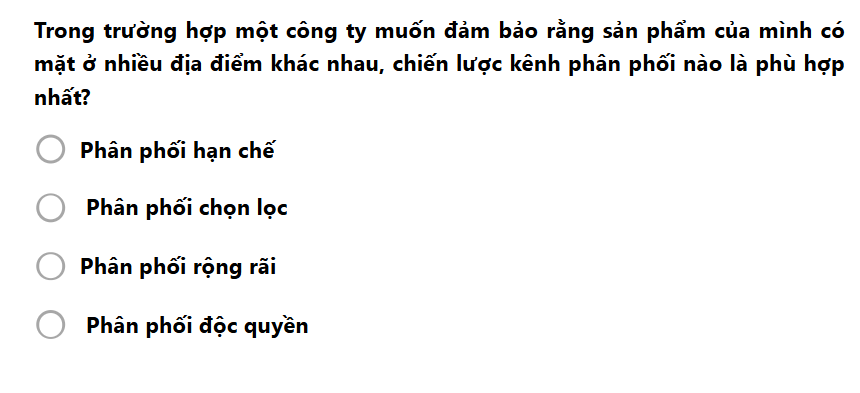 Trong trường hợp một công ty muốn đảm bảo rằng sản phẩm của mình có
mặt ở nhiều địa điểm khác nhau, chiến lược kênh phân phối nào là phù hợp
nhất?
Phân phối hạn chế
Phân phối chọn lọc
Phân phối rộng rãi
Phân phối độc quyền